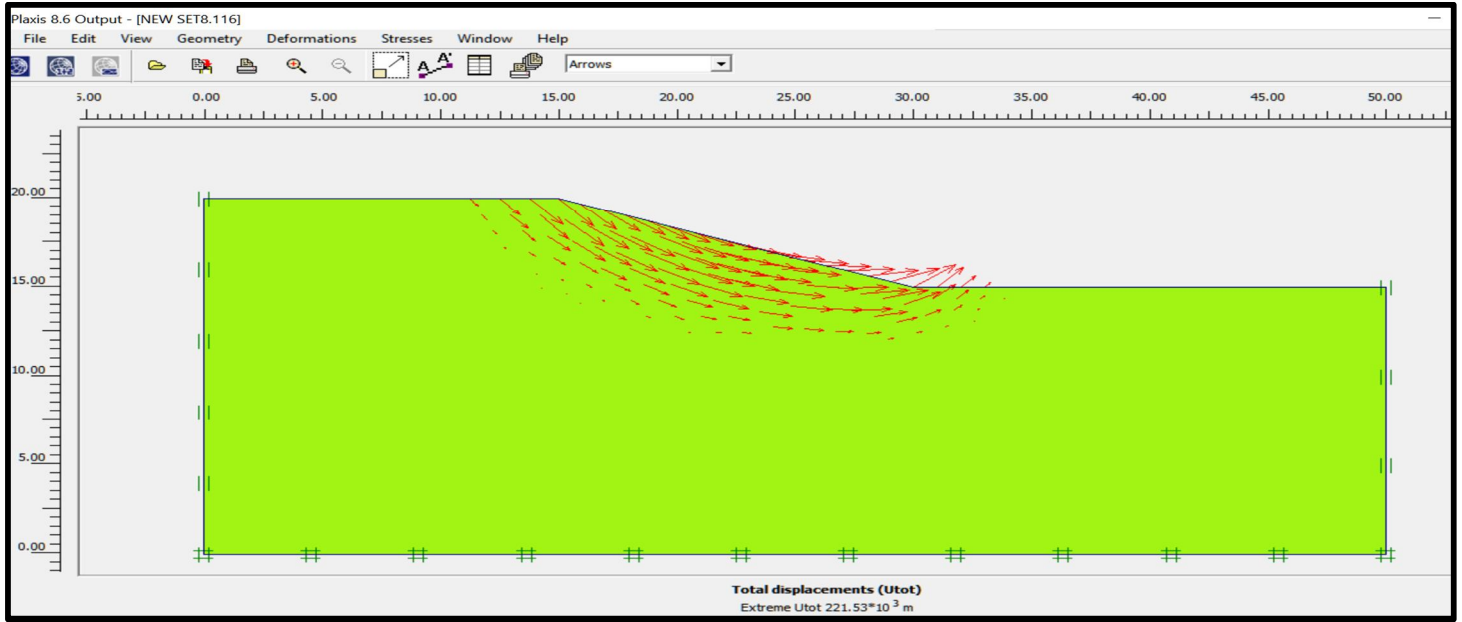 Plaxis 8.6 Output - [NEW SET8.116]
File Edit View Geometry Deformations Stresses Window Help
A A* Arrows
5.00 0.00 5.00 10.00 15.00 20.00 25.00 30.00 35.00 40.00 45.00 50.00
20.00
15.00
10.00
5.00
0.00
Total displacements (Utot)
Extreme Utot 221.53*10 3 m